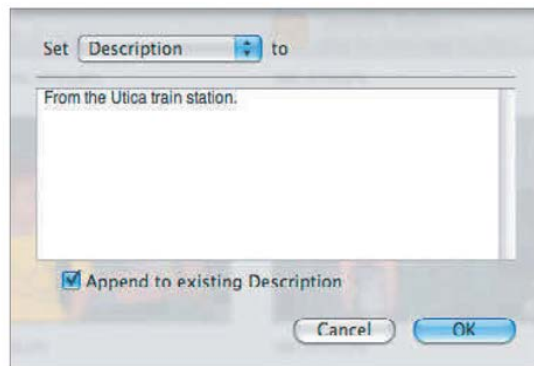 Set Description to
From the Utica train station.
Append to existing Description
Cancel OK